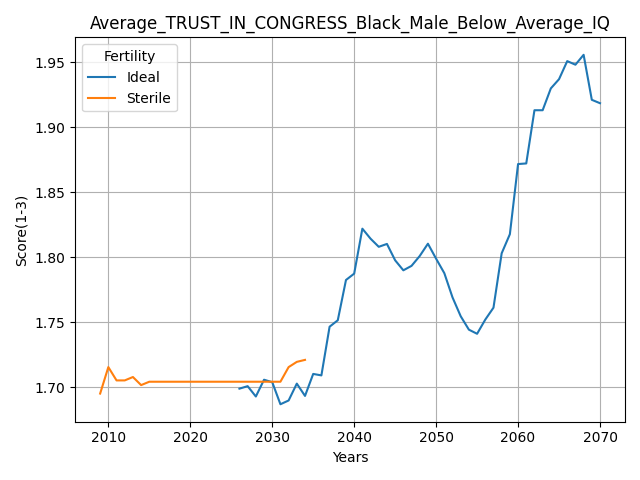 Average_TRUST_IN_CONGRESS_Black_Male_Below_Average_IQ
Fertility
Ideal
Sterile
Score(1-3)
1.95
1.90
1.85
1.80
1.75
1.70
2010
2020
2030
2040
2050
2060
2070
Years